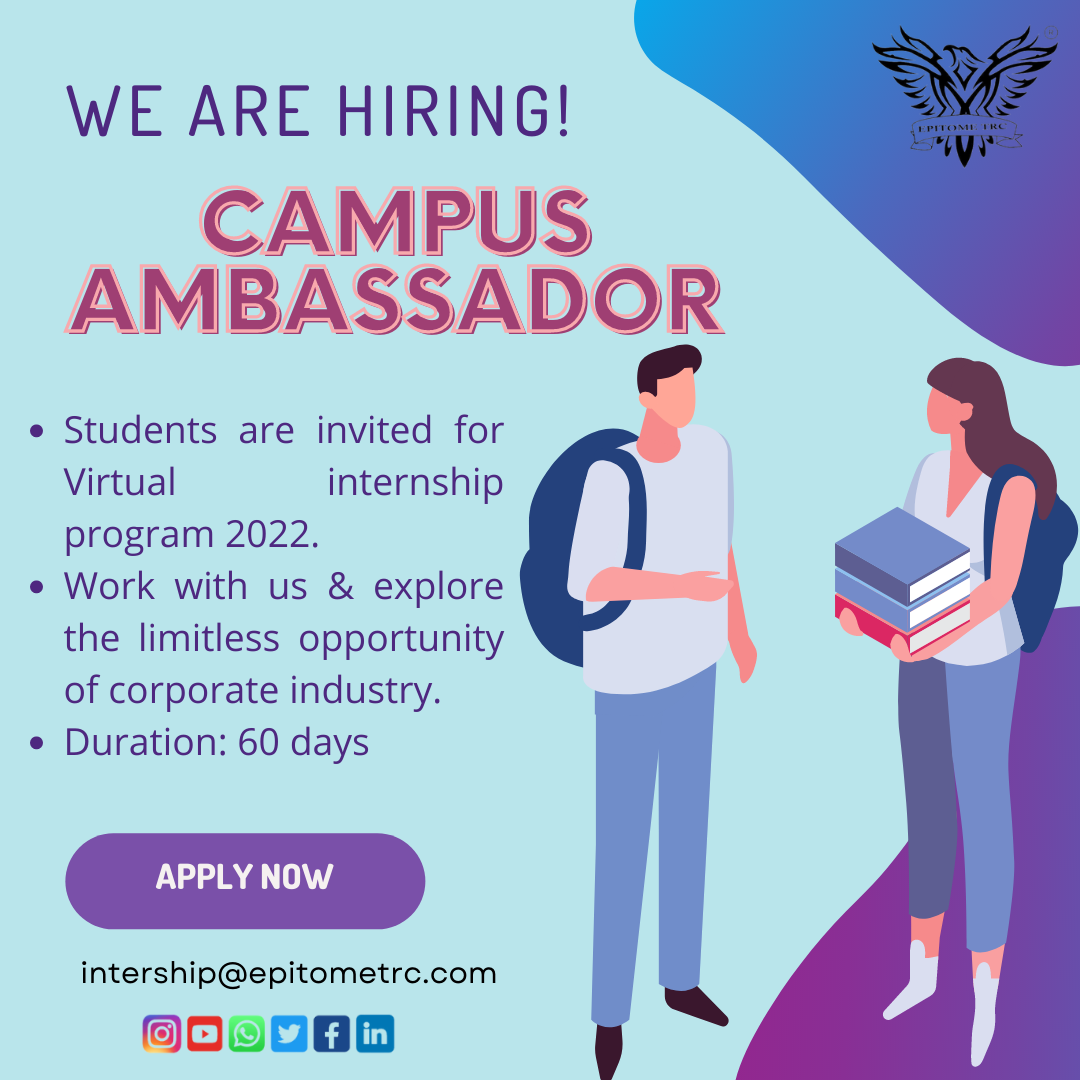 EPITOME TRC
WE ARE HIRING!
CAMPUS
AMBASSADOR
Students are invited for
Virtual internship
program 2022.
Work with us & explore
the limitless opportunity
of corporate industry.
Duration: 60 days
APPLY NOW
intership@epitometrc.com